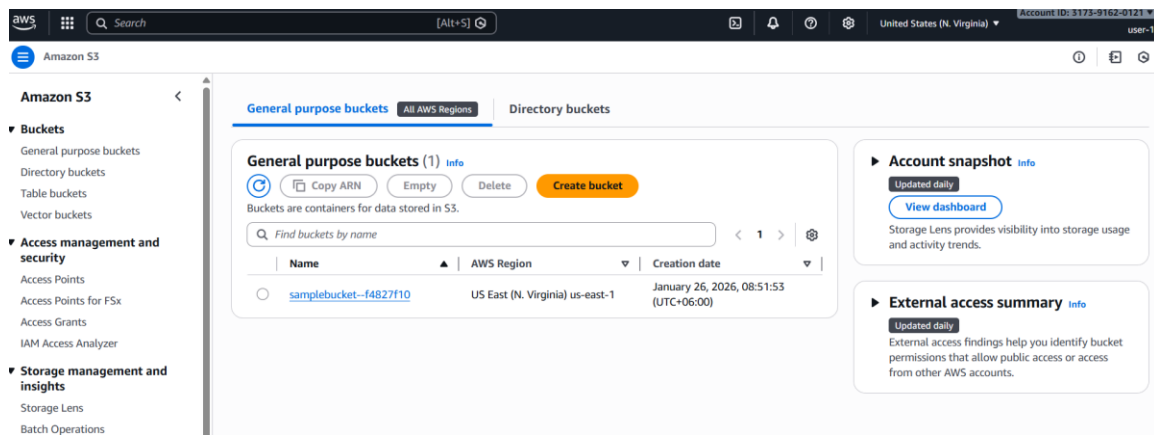 aws
Search
[Alt+S]
United States (N. Virginia) ▼
Account ID: 3173-9162-0121 ▼
user-1
Amazon S3
Amazon S3
Buckets
General purpose buckets
Directory buckets
Table buckets
Vector buckets
Access management and
security
Access Points
Access Points for FSx
Access Grants
IAM Access Analyzer
Storage management and
insights
Storage Lens
Batch Operations
General purpose buckets All AWS Regions Directory buckets
General purpose buckets (1) Info
Copy ARN Empty Delete Create bucket
Buckets are containers for data stored in S3.
Find buckets by name
1
Name AWS Region Creation date
samplebucket--f4827f10 US East (N. Virginia) us-east-1 January 26, 2026, 08:51:53
(UTC+06:00)
Account snapshot Info
Updated daily
View dashboard
Storage Lens provides visibility into storage usage
and activity trends.
External access summary Info
Updated daily
External access findings help you identify bucket
permissions that allow public access or access
from other AWS accounts.